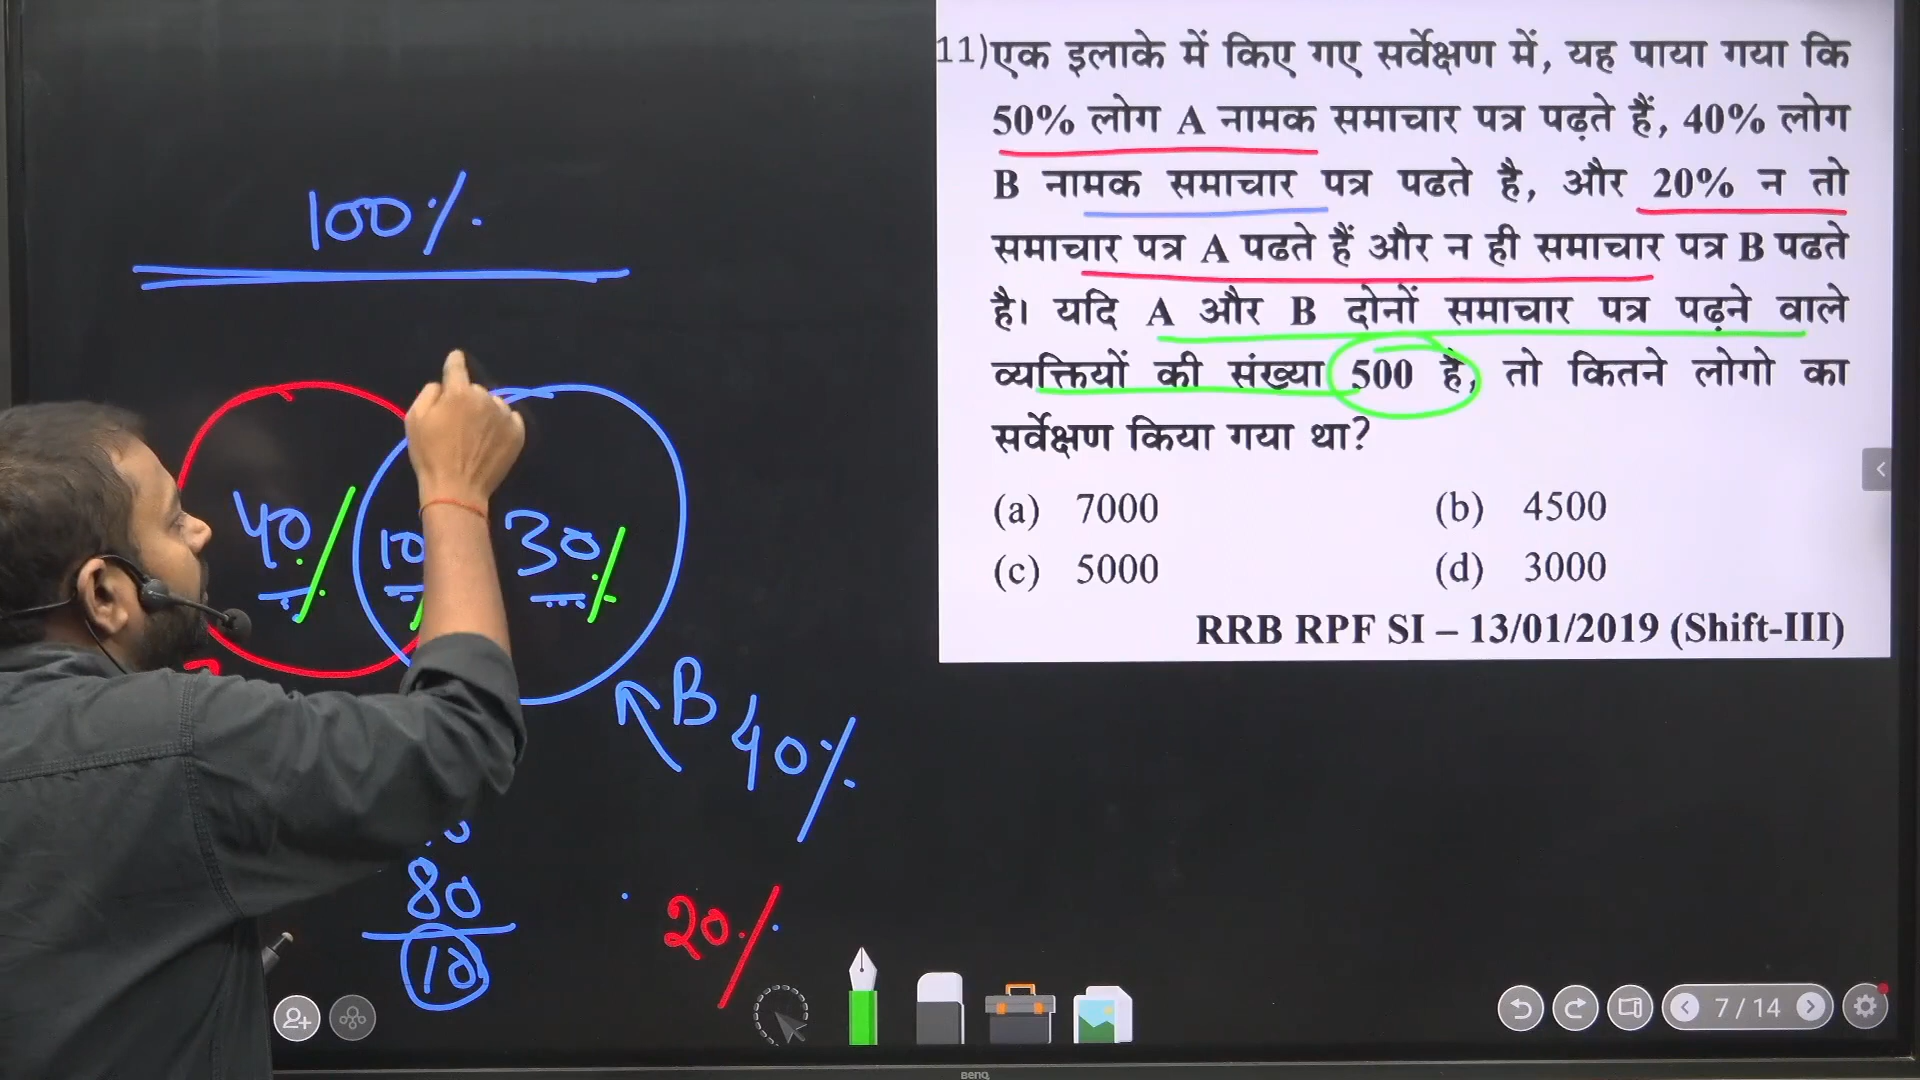 11) एक इलाके में किए गए सर्वेक्षण में, यह पाया गया कि
50% लोग A नामक समाचार पत्र पढ़ते हैं, 40% लोग
B नामक समाचार पत्र पढते है, और 20% न तो
समाचार पत्र A पढते हैं और न ही समाचार पत्र B पढते
है। यदि A और B दोनों समाचार पत्र पढ़ने वाले
व्यक्तियों की संख्या 500 है, तो कितने लोगो का
सर्वेक्षण किया गया था?
(a) 7000 (b) 4500
(c) 5000 (d) 3000
RRB RPF SI – 13/01/2019 (Shift-III)
100%
40% 10 30%
B 40%
80
10
20%
7 / 14
BenQ